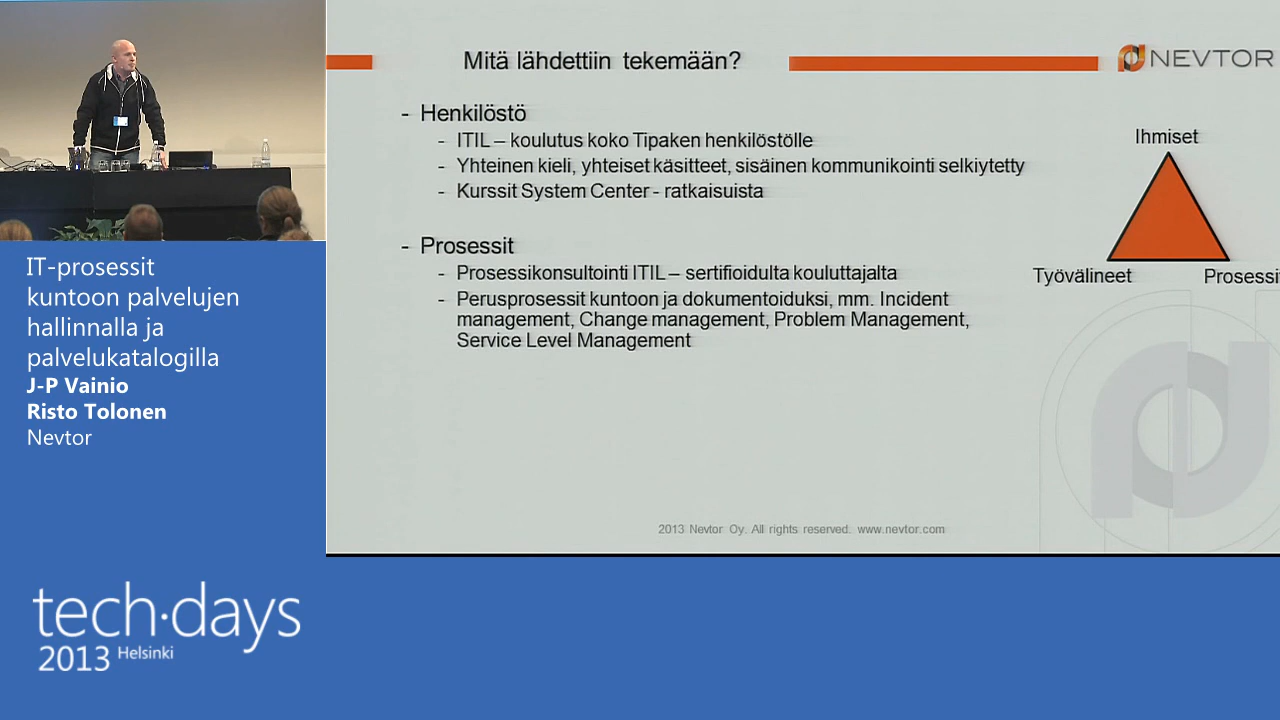 IT-prosessit
kuntoon palvelujen
hallinnalla ja
palvelukatalogilla
J-P Vainio
Risto Tolonen
Nevtor
tech·days
2013 Helsinki
Mitä lähdettiin tekemään?
NEVTOR
- Henkilöstö
- ITIL – koulutus koko Tipaken henkilöstölle
- Yhteinen kieli, yhteiset käsitteet, sisäinen kommunikointi selkiytetty
- Kurssit System Center - ratkaisuista
- Prosessit
- Prosessikonsultointi ITIL – sertifioidulta kouluttajalta
- Perusprosessit kuntoon ja dokumentoiduksi, mm. Incident
management, Change management, Problem Management,
Service Level Management
Ihmiset
Työvälineet
Prosessit
2013 Nevtor Oy. All rights reserved. www.nevtor.com